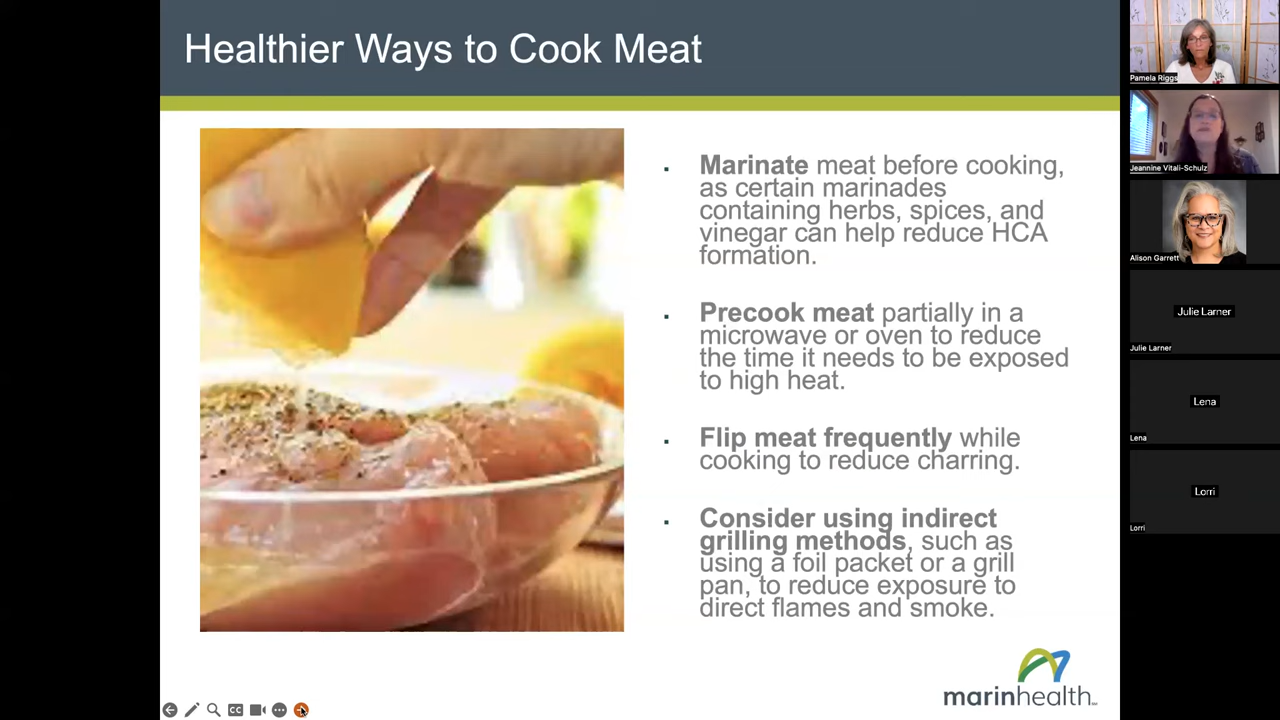 Healthier Ways to Cook Meat
Marinate meat before cooking,
as certain marinades
containing herbs, spices, and
vinegar can help reduce HCA
formation.
Precook meat partially in a
microwave or oven to reduce
the time it needs to be exposed
to high heat.
Flip meat frequently while
cooking to reduce charring.
Consider using indirect
grilling methods, such as
using a foil packet or a grill
pan, to reduce exposure to
direct flames and smoke.
marinhealth
CC
Pamela Riggs
Jeannine Vitali-Schulz
Alison Garrett
Julie Larner
Julie Larner
Lena
Lena
Lorri
Lorri